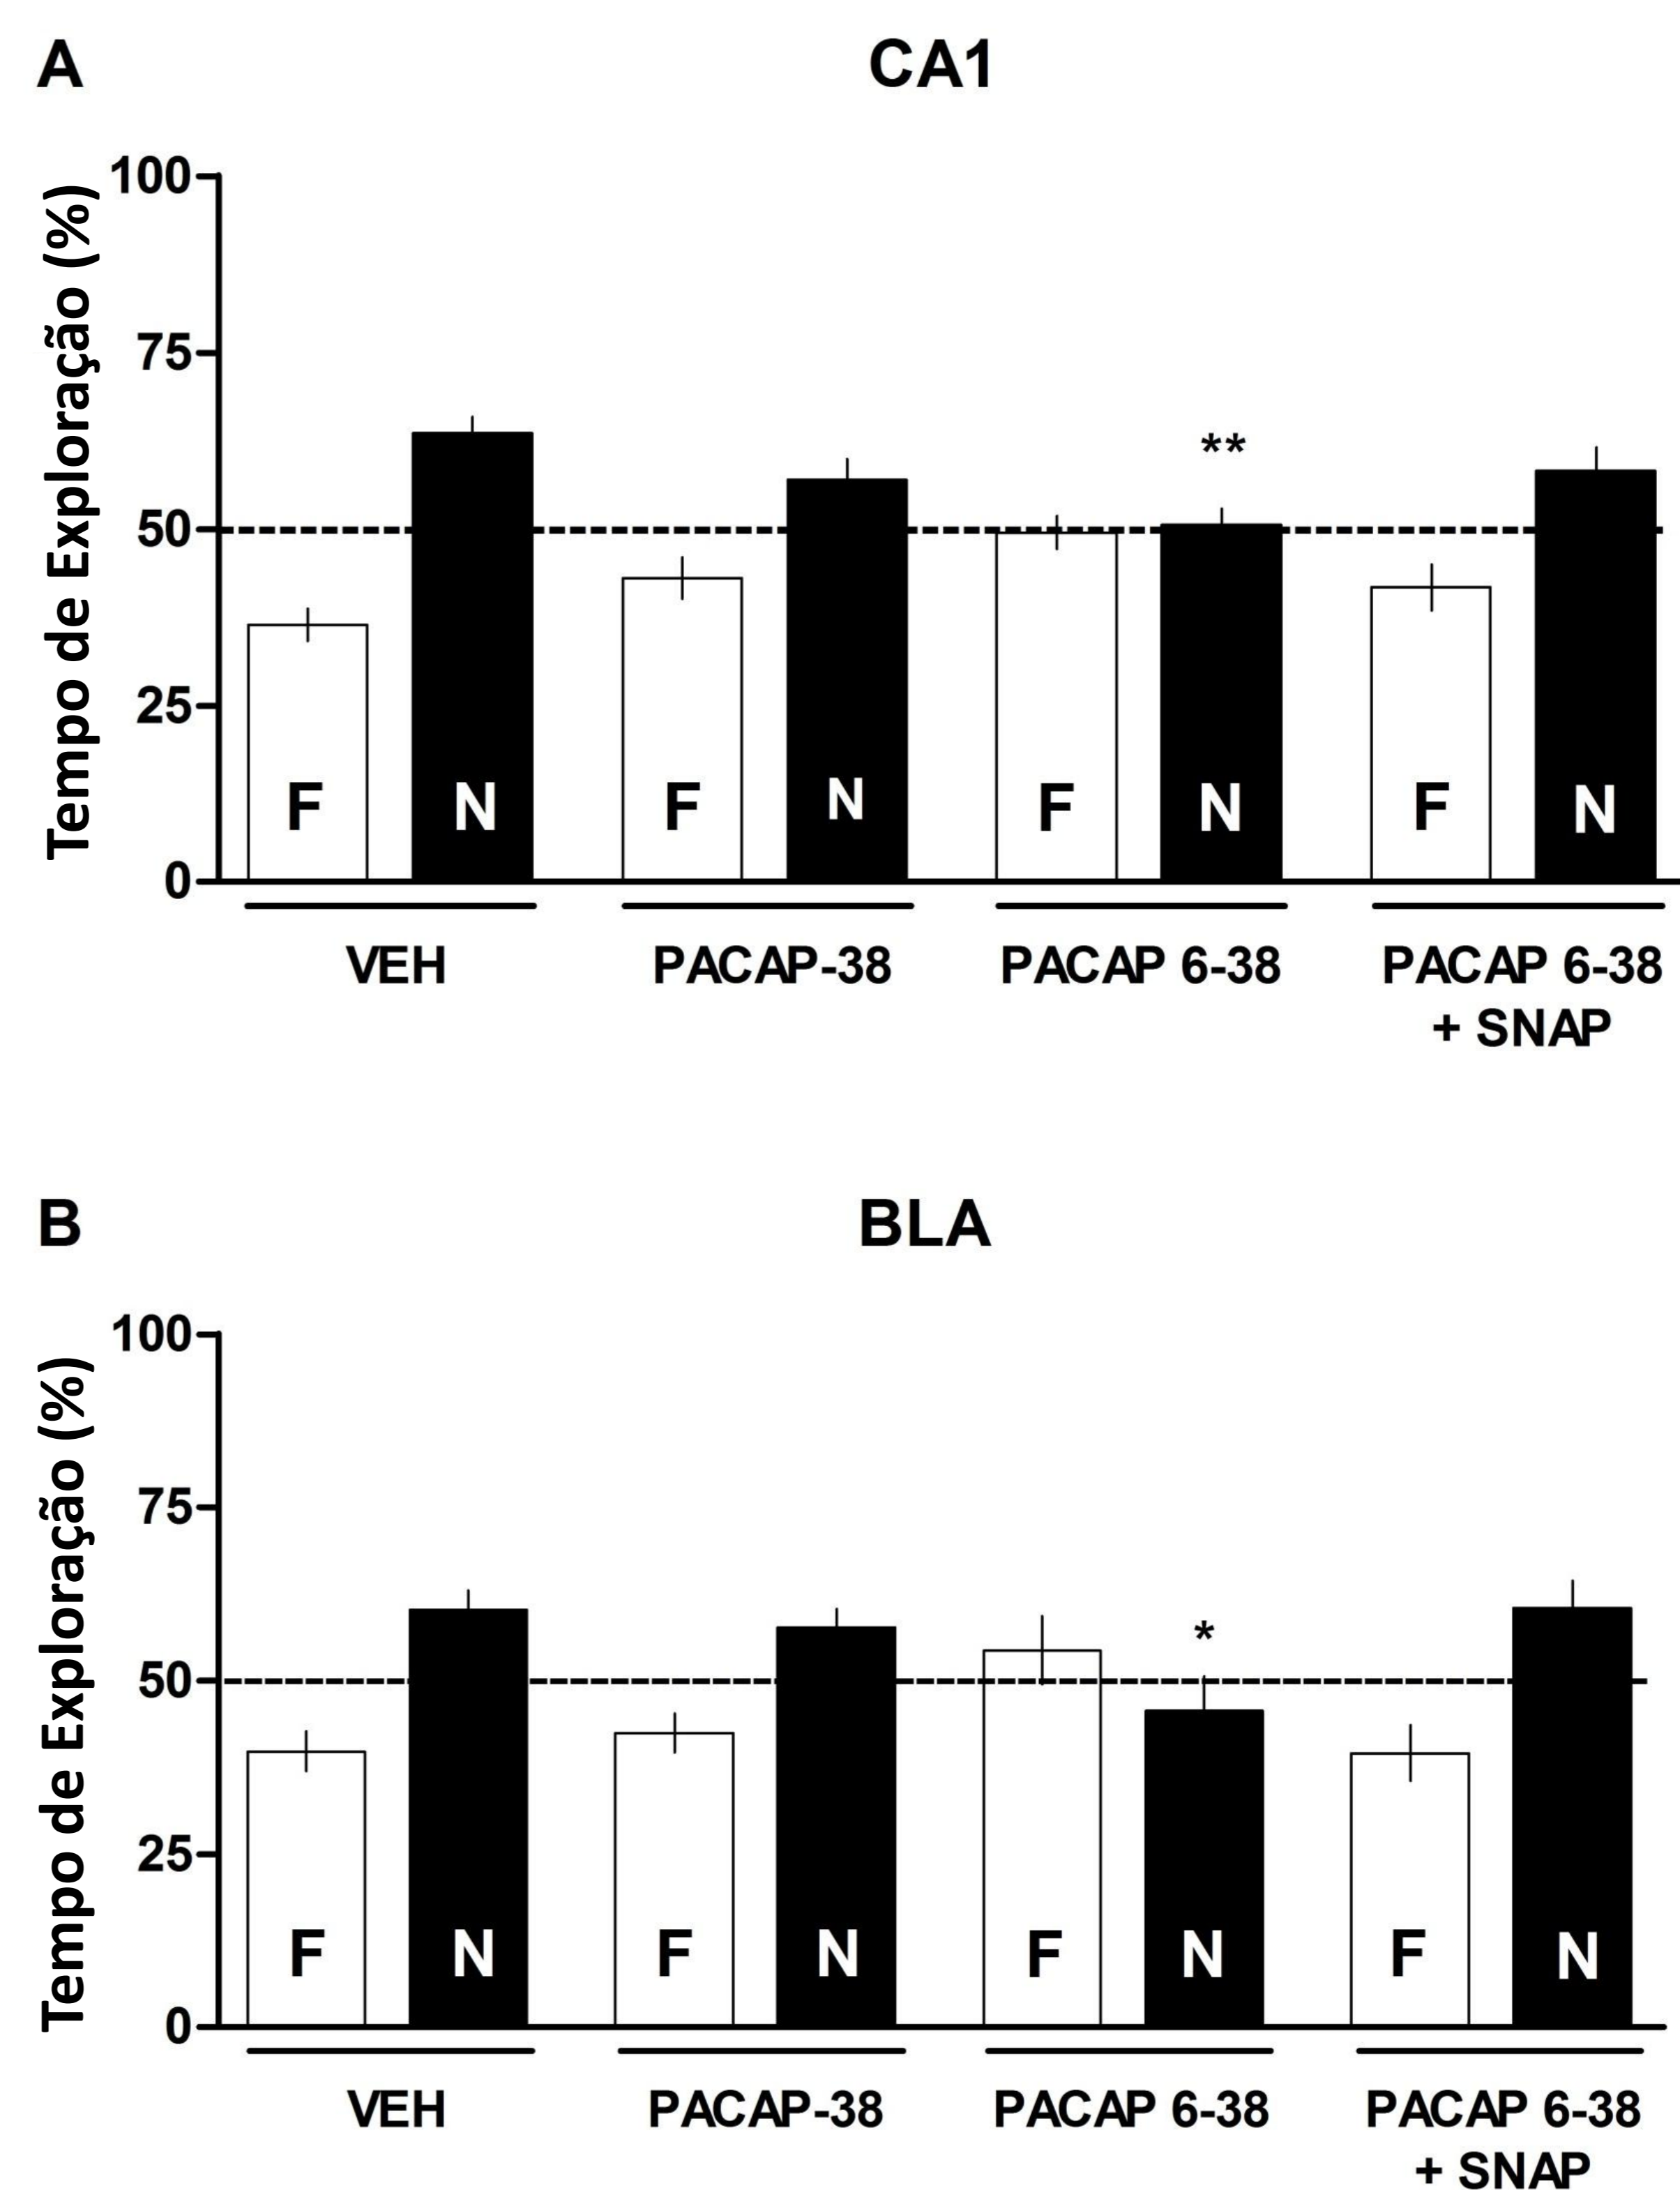 A
CA1
Tempo de Exploração (%)
100
75
50
25
0
**
F
N
F
N
F
N
F
N
VEH
PACAP-38
PACAP 6-38
PACAP 6-38
+ SNAP
B
BLA
Tempo de Exploração (%)
100
75
50
25
0
*
F
N
F
N
F
N
F
N
VEH
PACAP-38
PACAP 6-38
PACAP 6-38
+ SNAP